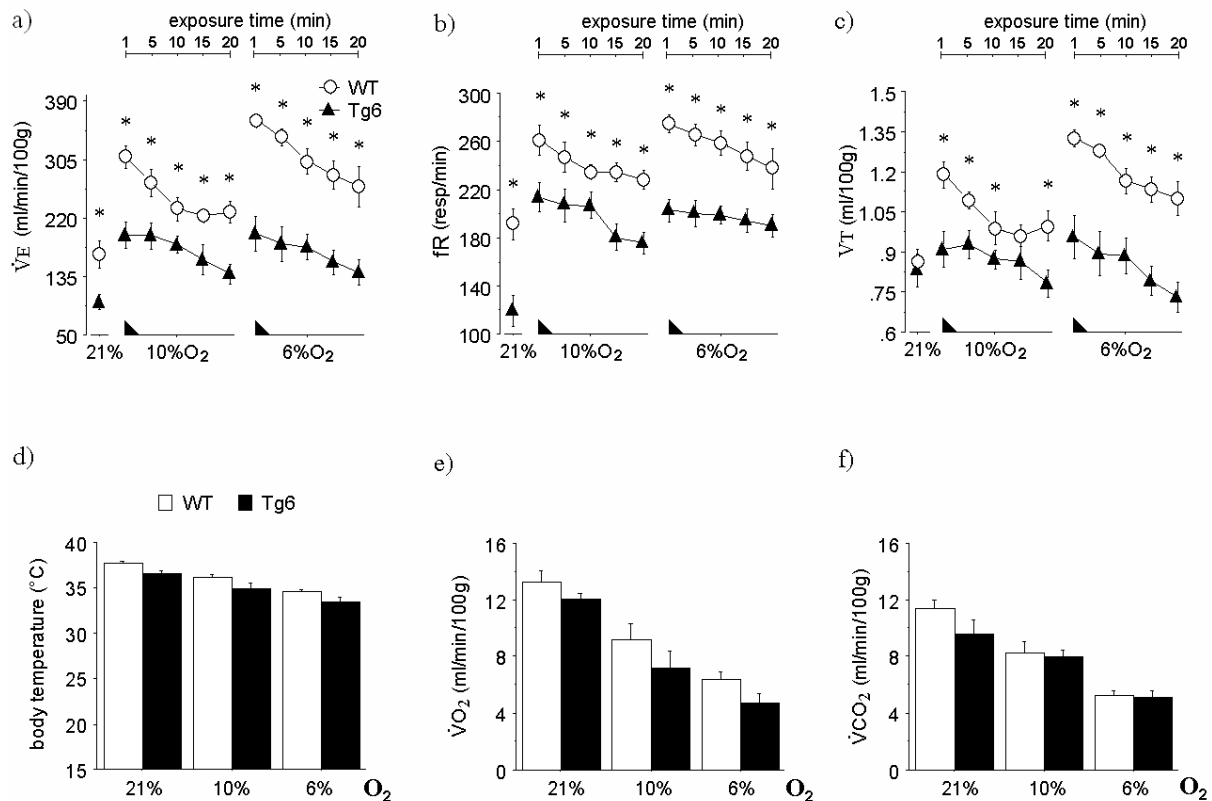 a)
exposure time (min)
1 5 10 15 20 1 5 10 15 20
V̇E (ml/min/100g)
390
305
220
135
50
* * * * * * * * * * *
WT
Tg6
21% 10%O₂ 6%O₂
b)
exposure time (min)
1 5 10 15 20 1 5 10 15 20
fR (resp/min)
300
260
220
180
140
100
* * * * * * * * * * *
21% 10%O₂ 6%O₂
c)
exposure time (min)
1 5 10 15 20 1 5 10 15 20
VT (ml/100g)
1.5
1.35
1.2
1.05
.9
.75
.6
* * * * * * * * *
21% 10%O₂ 6%O₂
d)
WT Tg6
body temperature (°C)
40
35
30
25
20
15
21% 10% 6% O₂
e)
V̇O₂ (ml/min/100g)
16
12
8
4
0
21% 10% 6%
f)
V̇CO₂ (ml/min/100g)
16
12
8
4
0
21% 10% 6% O₂